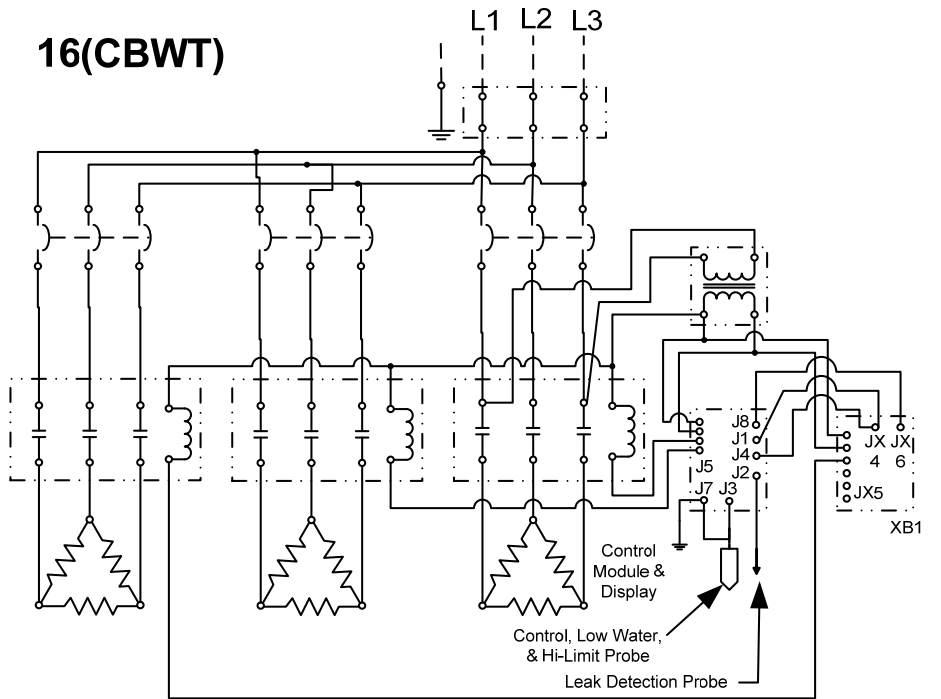 L1 L2 L3
16(CBWT)
J8
J1
J4
J2
J5
J7 J3
JX JX
4 6
JX5
XB1
Control
Module &
Display
Control, Low Water,
& Hi-Limit Probe
Leak Detection Probe